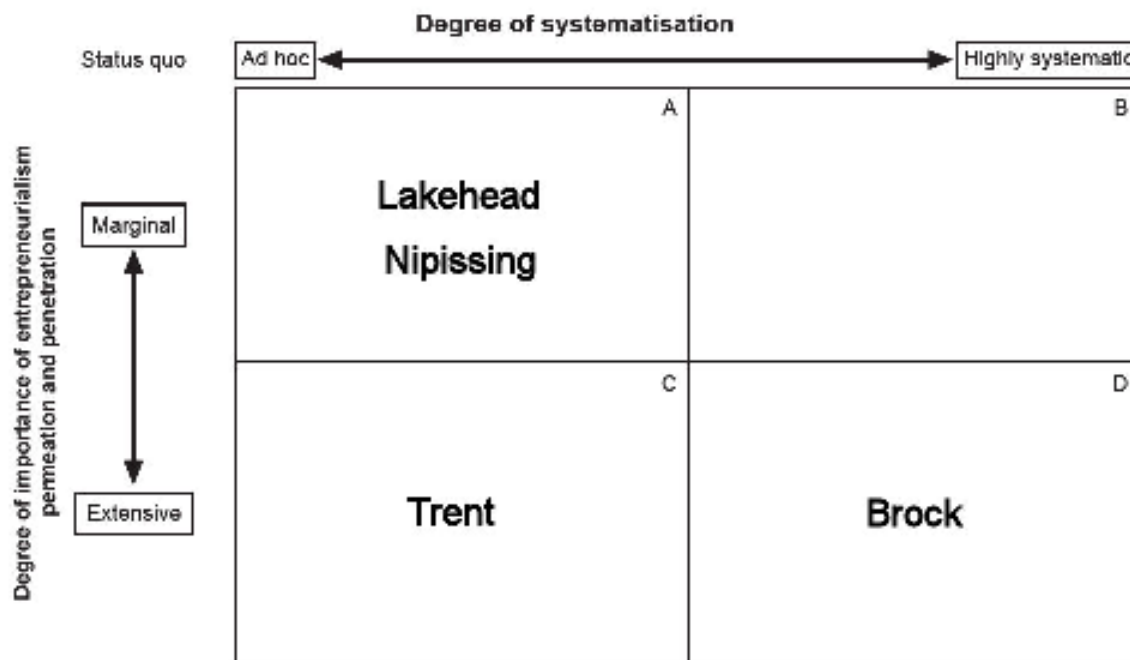 Degree of systematisation
Status quo
Ad hoc
Highly systematic
Degree of importance of entrepreneurialism
permeation and penetration
Marginal
Extensive
A
Lakehead
Nipissing
B
C
Trent
D
Brock